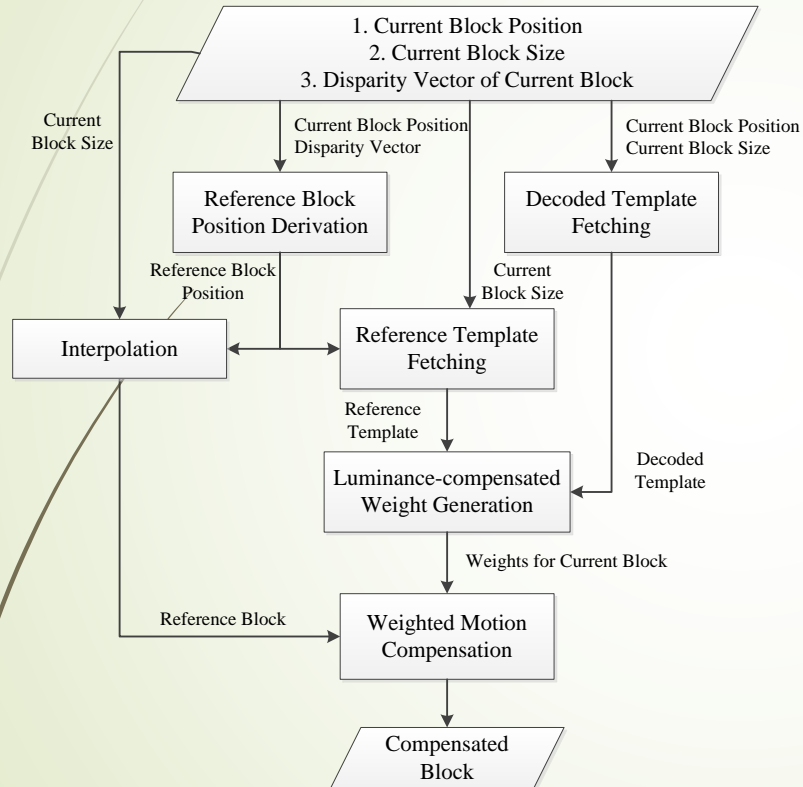 1. Current Block Position
2. Current Block Size
3. Disparity Vector of Current Block
Current
Block Size
Current Block Position
Disparity Vector
Current Block Position
Current Block Size
Reference Block
Position Derivation
Decoded Template
Fetching
Reference Block
Position
Current
Block Size
Interpolation
Reference Template
Fetching
Reference
Template
Decoded
Template
Luminance-compensated
Weight Generation
Weights for Current Block
Reference Block
Weighted Motion
Compensation
Compensated
Block